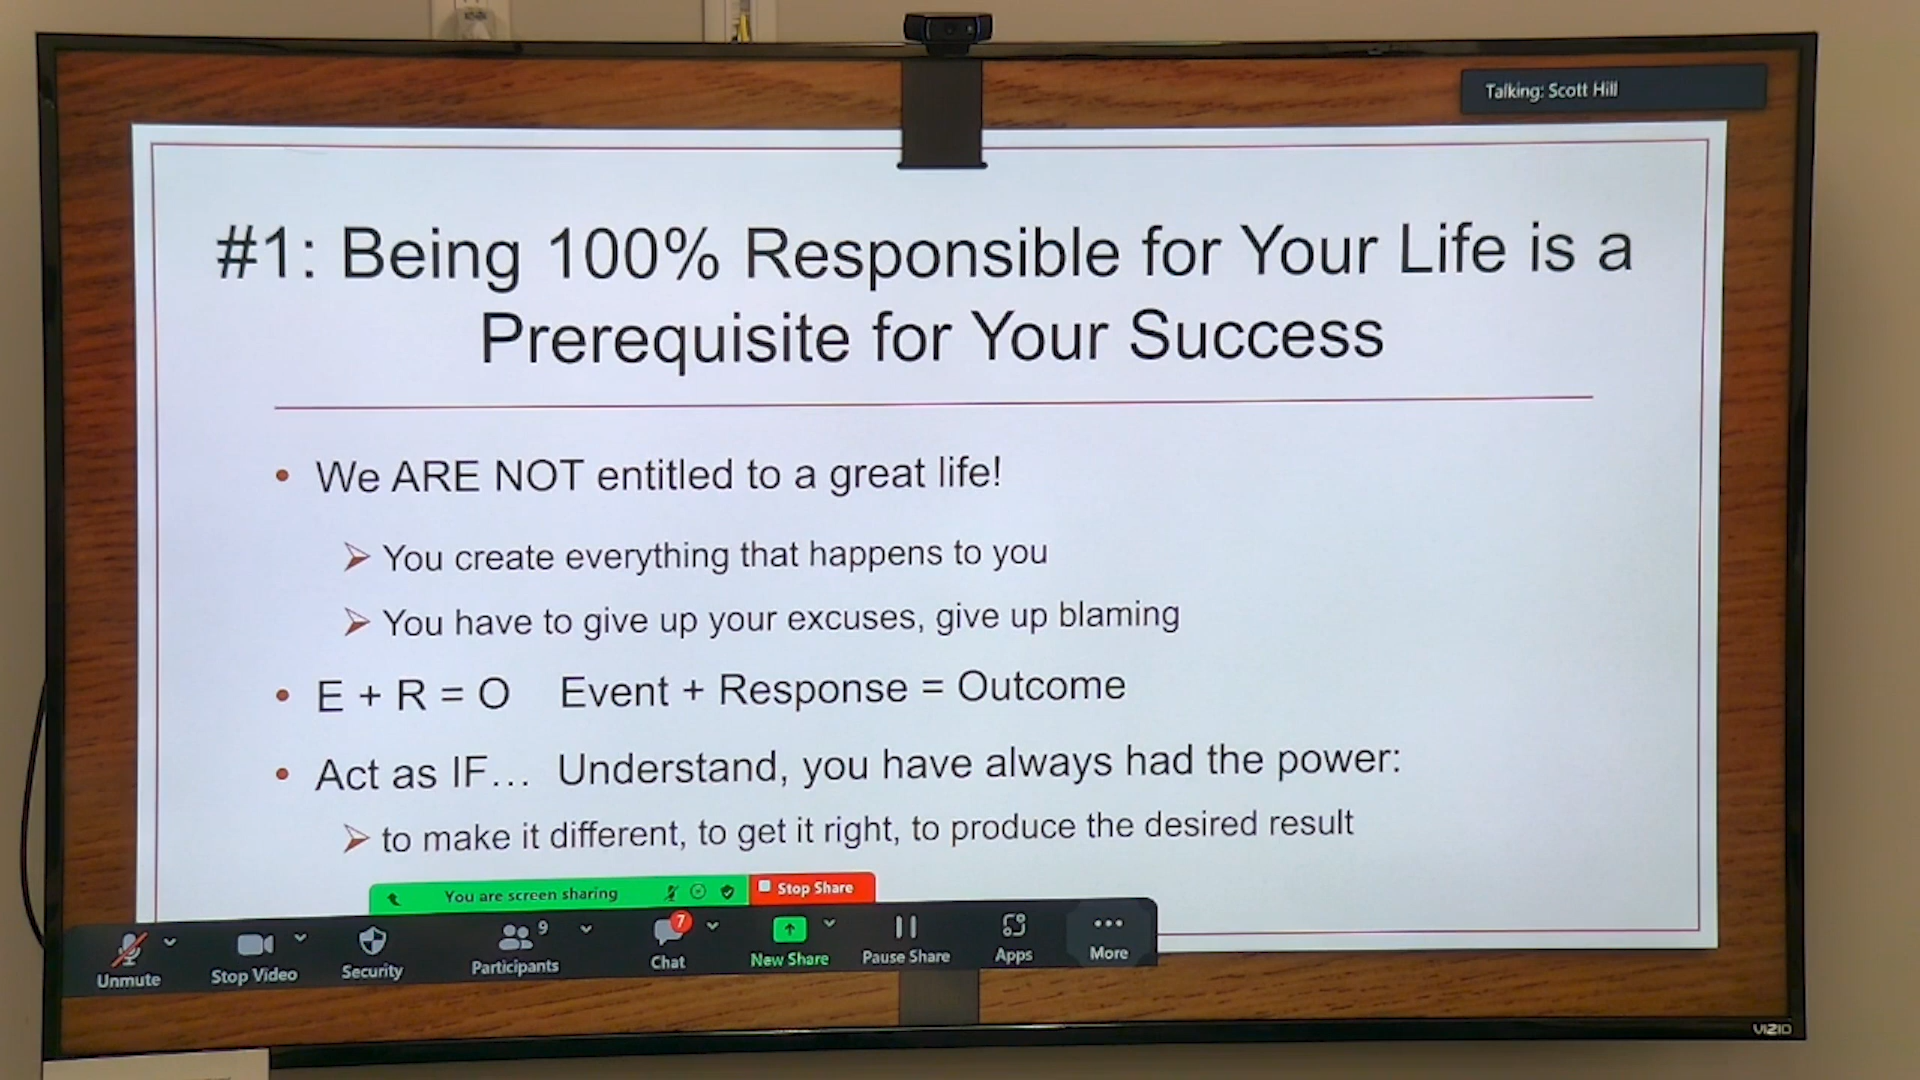 Talking: Scott Hill
#1: Being 100% Responsible for Your Life is a
Prerequisite for Your Success
• We ARE NOT entitled to a great life!
➢ You create everything that happens to you
➢ You have to give up your excuses, give up blaming
• E + R = O Event + Response = Outcome
• Act as IF… Understand, you have always had the power:
➢ to make it different, to get it right, to produce the desired result
You are screen sharing Stop Share
9 7
Unmute Stop Video Security Participants Chat New Share Pause Share Apps More
VIZIO